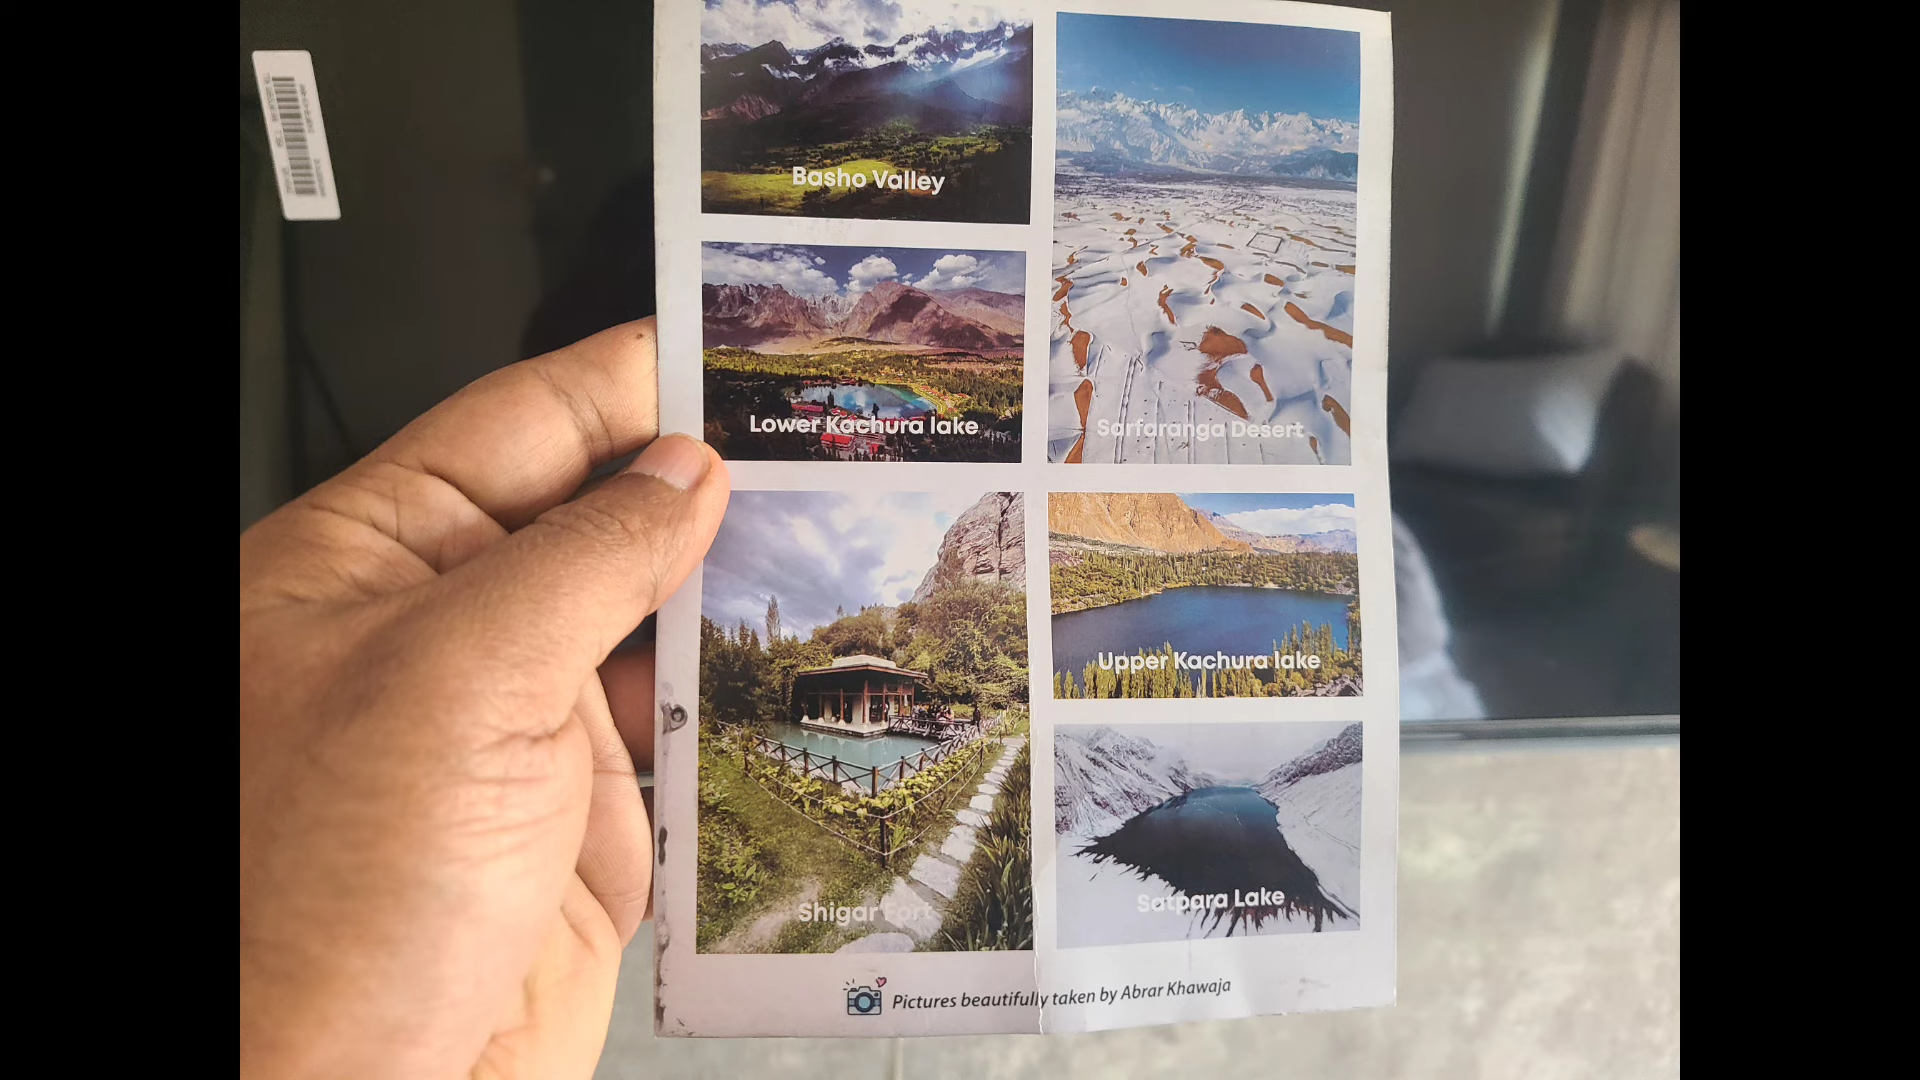 Basho Valley
Sarfaranga Desert
Lower Kachura lake
Upper Kachura lake
Shigar Fort
Satpara Lake
Pictures beautifully taken by Abrar Khawaja